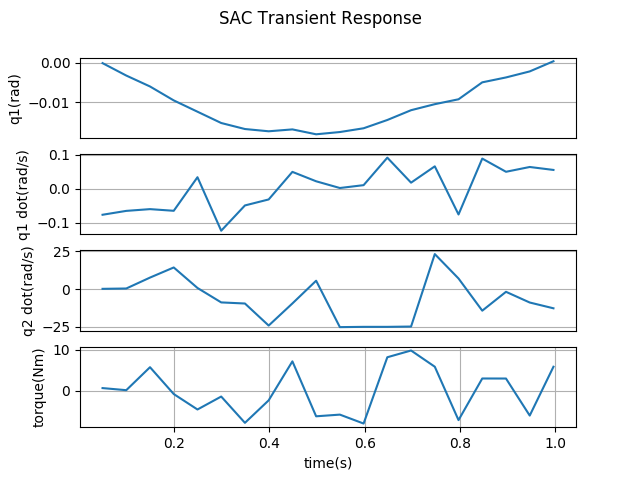 SAC Transient Response
q1(rad)
0.00
−0.01
q1 dot(rad/s)
0.1
0.0
−0.1
q2 dot(rad/s)
25
0
−25
torque(Nm)
10
0
0.2 0.4 0.6 0.8 1.0
time(s)